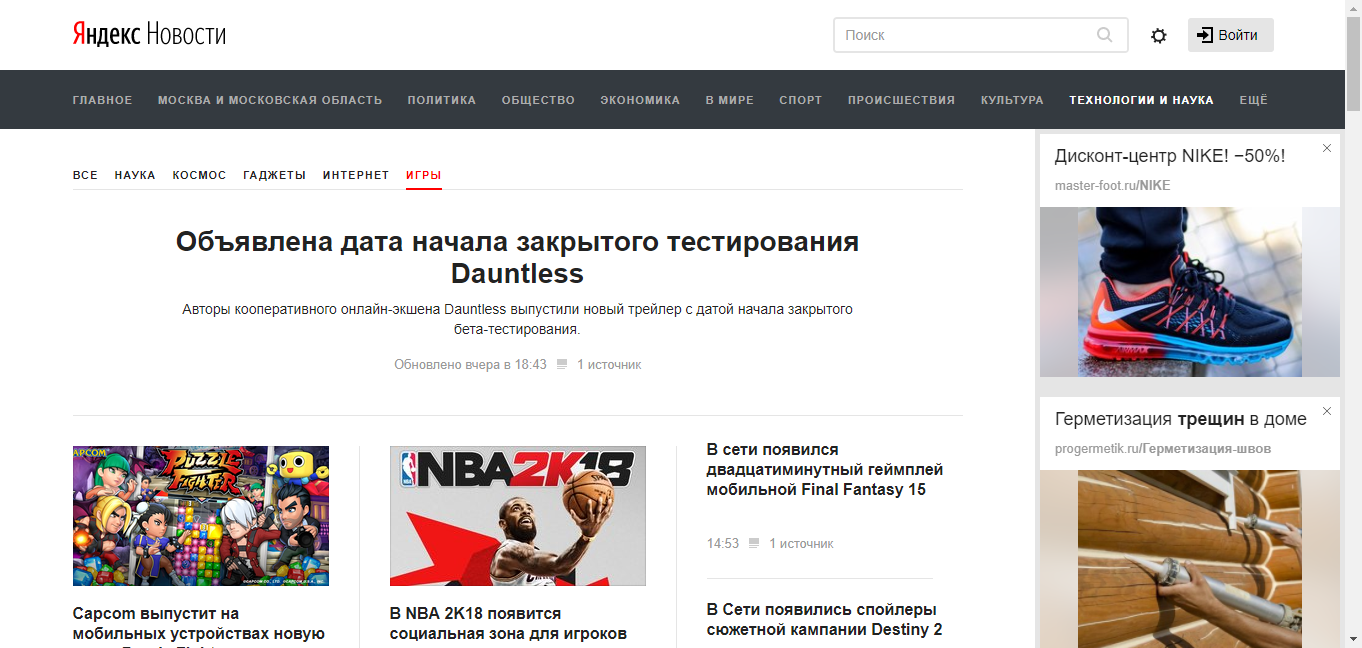 Яндекс Новости
Поиск
Войти
ГЛАВНОЕ МОСКВА И МОСКОВСКАЯ ОБЛАСТЬ ПОЛИТИКА ОБЩЕСТВО ЭКОНОМИКА В МИРЕ СПОРТ ПРОИСШЕСТВИЯ КУЛЬТУРА ТЕХНОЛОГИИ И НАУКА ЕЩЁ
ВСЕ НАУКА КОСМОС ГАДЖЕТЫ ИНТЕРНЕТ ИГРЫ
Объявлена дата начала закрытого тестирования
Dauntless
Авторы кооперативного онлайн-экшена Dauntless выпустили новый трейлер с датой начала закрытого
бета-тестирования.
Обновлено вчера в 18:43 1 источник
CAPCOM
PUZZLE
FIGHTER
Capcom выпустит на
мобильных устройствах новую
NBA 2K18
В NBA 2K18 появится
социальная зона для игроков
В сети появился
двадцатиминутный геймплей
мобильной Final Fantasy 15
14:53 1 источник
В Сети появились спойлеры
сюжетной кампании Destiny 2
Дисконт-центр NIKE! −50%!
master-foot.ru/NIKE
Герметизация трещин в доме
progermetik.ru/Герметизация-швов